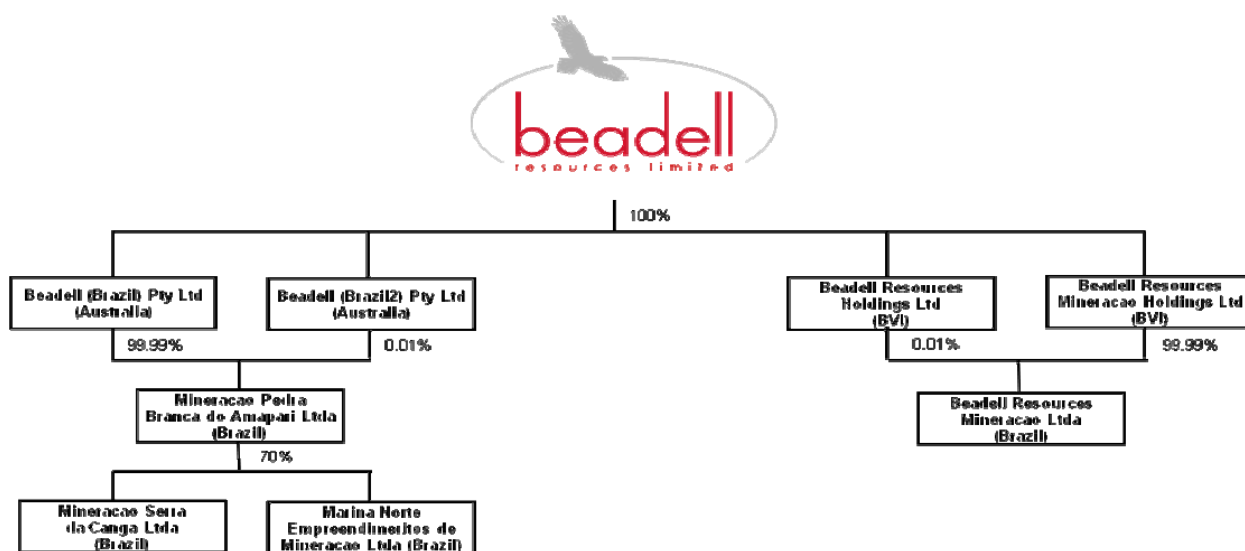 beadell
resources limited
100%
Beadell (Brazil) Pty Ltd
(Australia)
Beadell (Brazil2) Pty Ltd
(Australia)
Beadell Resources
Holdings Ltd
(BVI)
Beadell Resources
Mineracao Holdings Ltd
(BVI)
99.99%
0.01%
0.01%
99.99%
Mineracao Pedra
Branca do Amapari Ltda
(Brazil)
Beadell Resources
Mineracao Ltda
(Brazil)
70%
Mineracao Serra
da Canga Ltda
(Brazil)
Marina Norte
Empreendimentos de
Mineracao Ltda (Brazil)